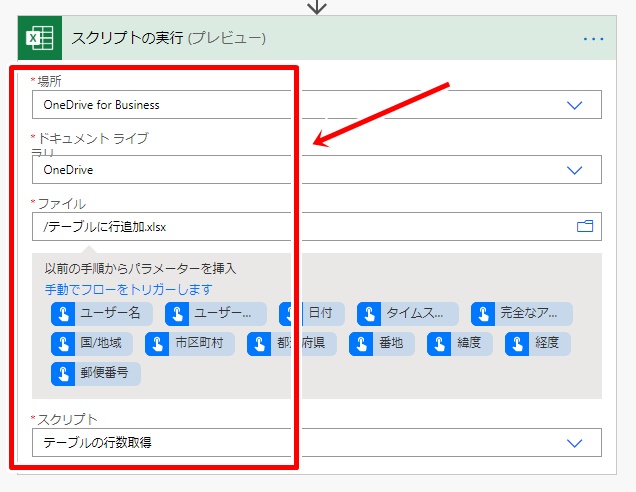 スクリプトの実行 (プレビュー)
*場所
OneDrive for Business
*ドキュメント ライブ
ラリ
OneDrive
*ファイル
/テーブルに行追加.xlsx
以前の手順からパラメーターを挿入
手動でフローをトリガーします
ユーザー名 ユーザー... 日付 タイムス... 完全なア...
国/地域 市区町村 都道府県 番地 緯度 経度
郵便番号
*スクリプト
テーブルの行数取得